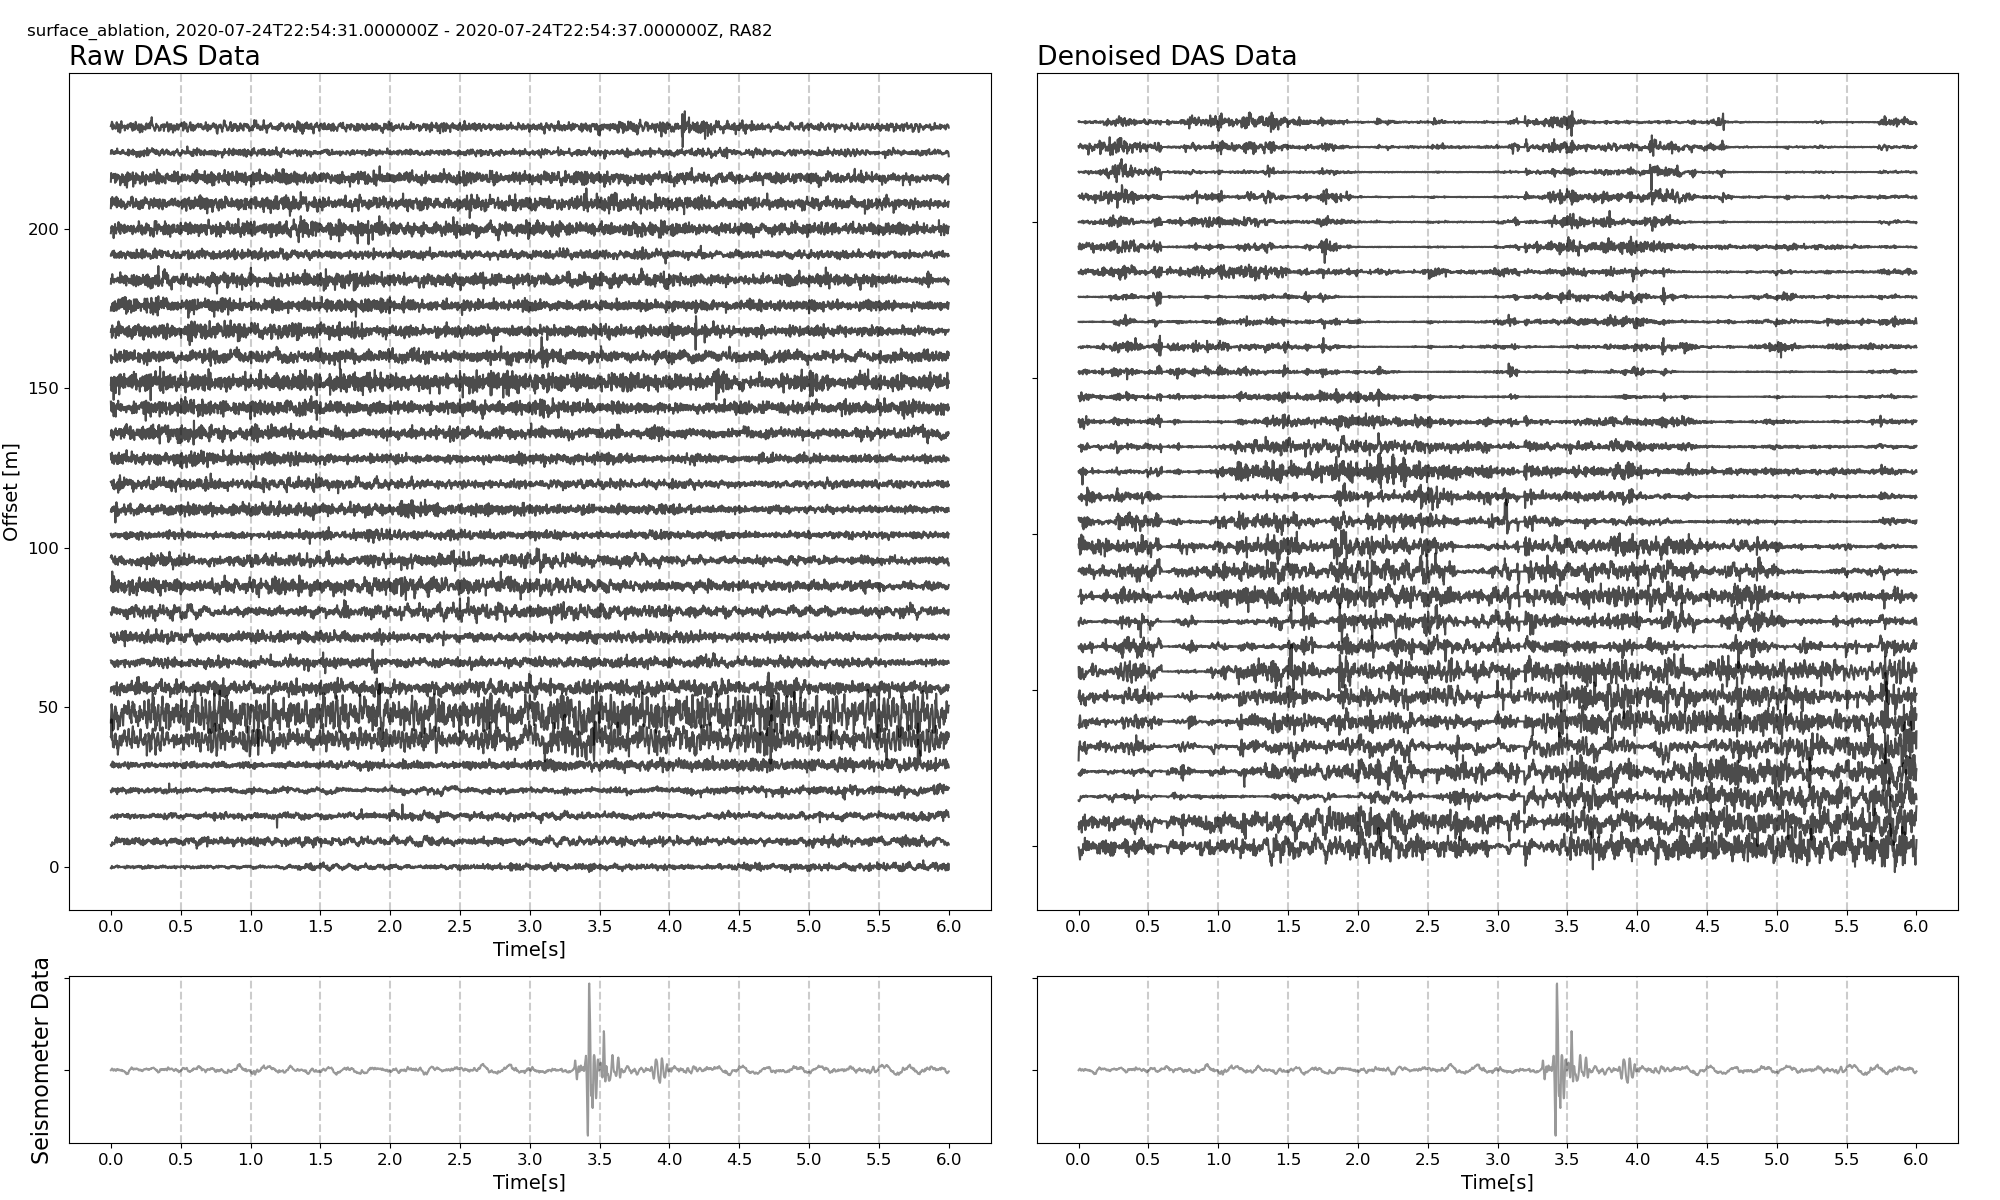 surface_ablation, 2020-07-24T22:54:31.000000Z - 2020-07-24T22:54:37.000000Z, RA82
Raw DAS Data
Denoised DAS Data
Offset [m]
200
150
100
50
0
0.0 0.5 1.0 1.5 2.0 2.5 3.0 3.5 4.0 4.5 5.0 5.5 6.0
0.0 0.5 1.0 1.5 2.0 2.5 3.0 3.5 4.0 4.5 5.0 5.5 6.0
Time[s]
Seismometer Data
0.0 0.5 1.0 1.5 2.0 2.5 3.0 3.5 4.0 4.5 5.0 5.5 6.0
0.0 0.5 1.0 1.5 2.0 2.5 3.0 3.5 4.0 4.5 5.0 5.5 6.0
Time[s]
Time[s]